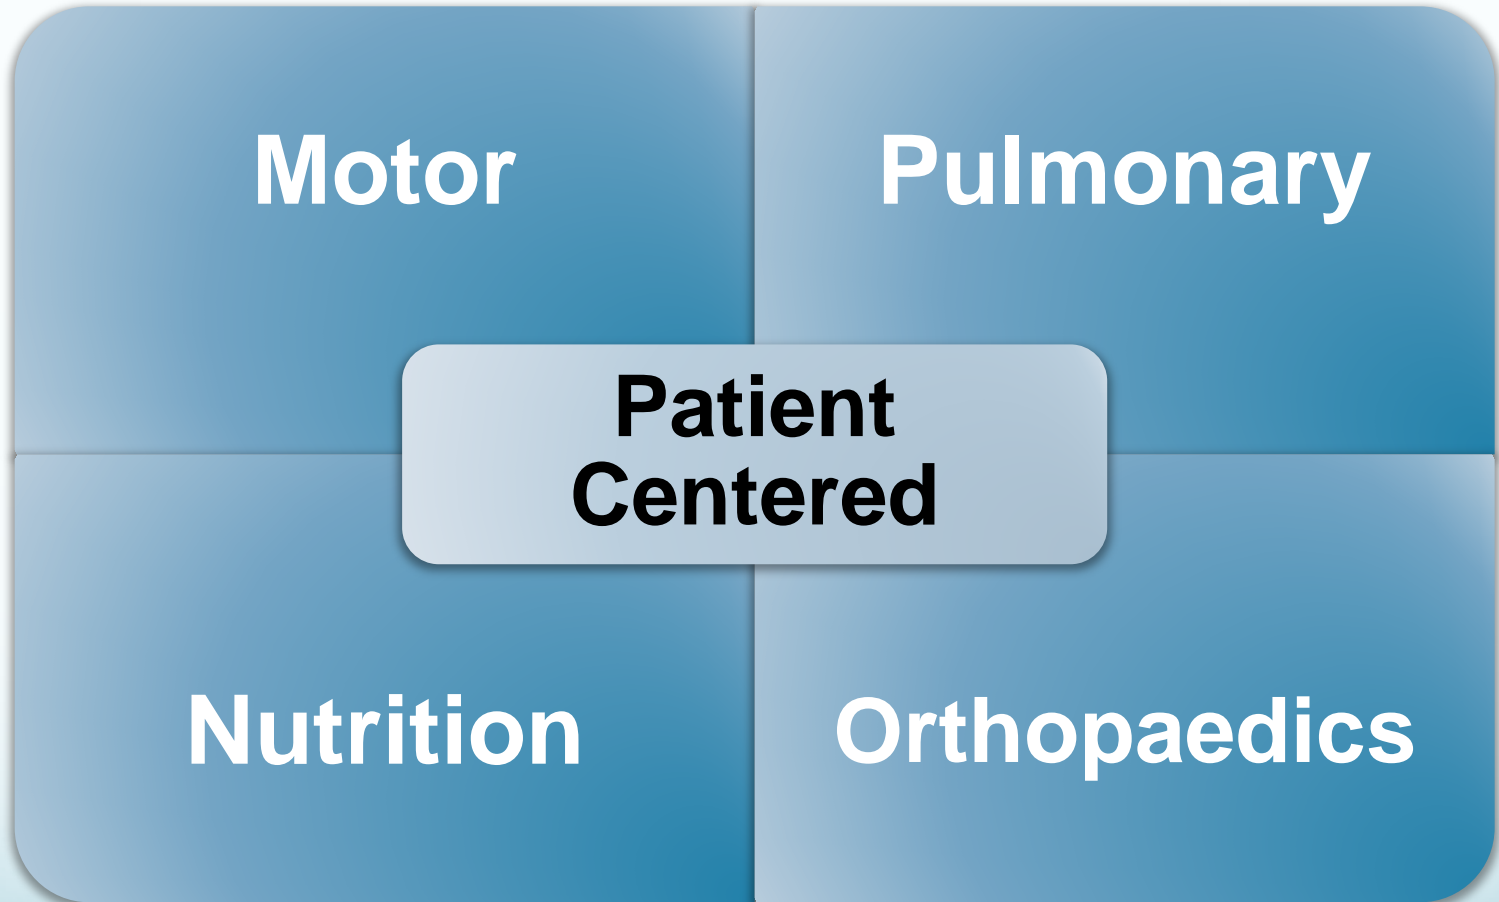 Motor
Pulmonary
Patient
Centered
Nutrition
Orthopaedics